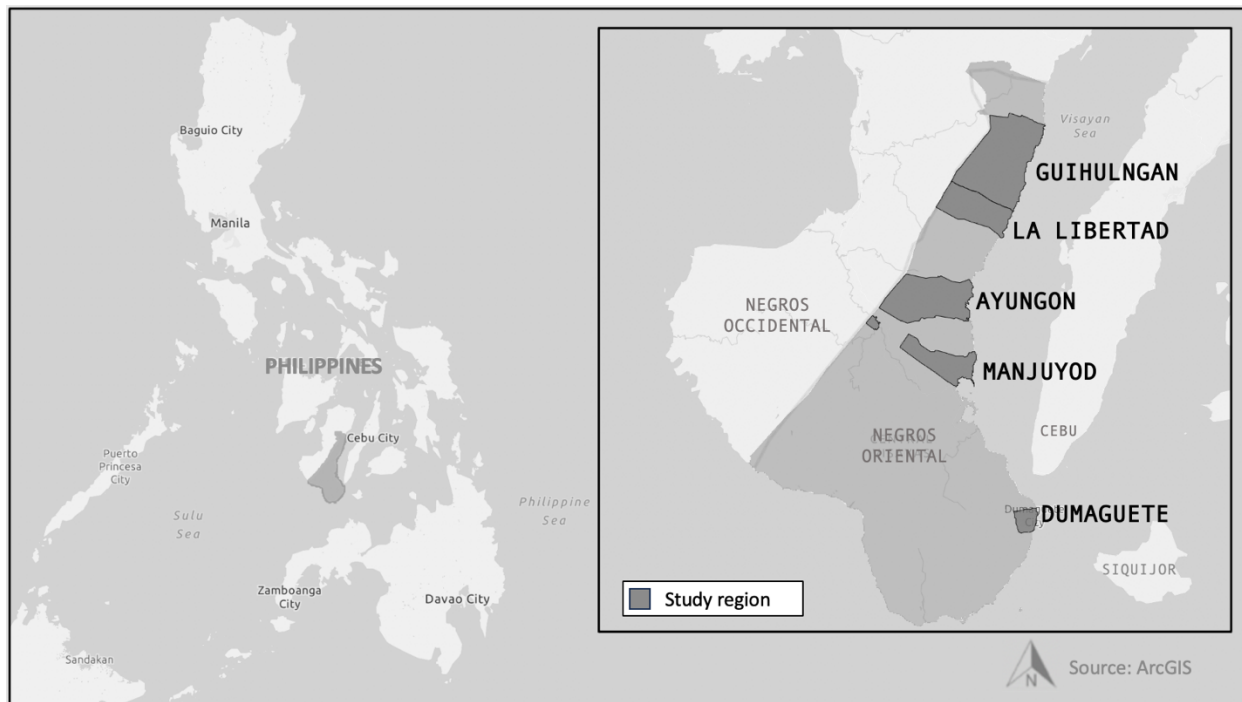 Baguio City
Manila
PHILIPPINES
Cebu City
Puerto
Princesa
City
Sulu
Sea
Philippine
Sea
Zamboanga
City
Davao City
Sandakan
Visayan
Sea
GUIHULNGAN
LA LIBERTAD
AYUNGON
NEGROS
OCCIDENTAL
MANJUYOD
NEGROS
ORIENTAL
CEBU
DUMAGUETE
City
SIQUIJOR
Study region
N
Source: ArcGIS